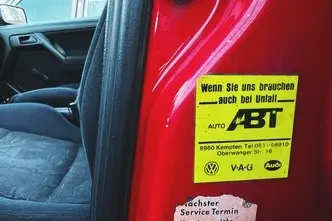 Wenn Sie uns brauchen
auch bei Unfall
AUTO ABT
8960 Kempten Tel.0831
Oberwanger Str. 16
V·A·G Audi
Nächster
Service Termin